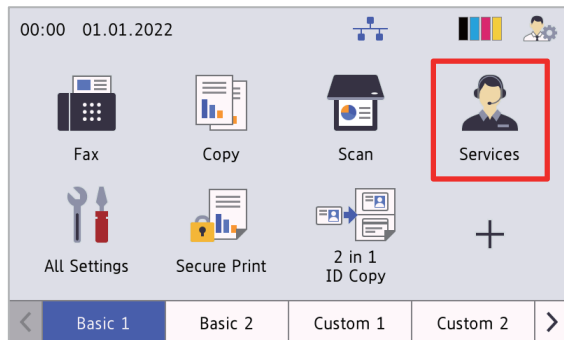 00:00 01.01.2022
Fax
Copy
Scan
Services
All Settings
Secure Print
2 in 1
ID Copy
Basic 1
Basic 2
Custom 1
Custom 2